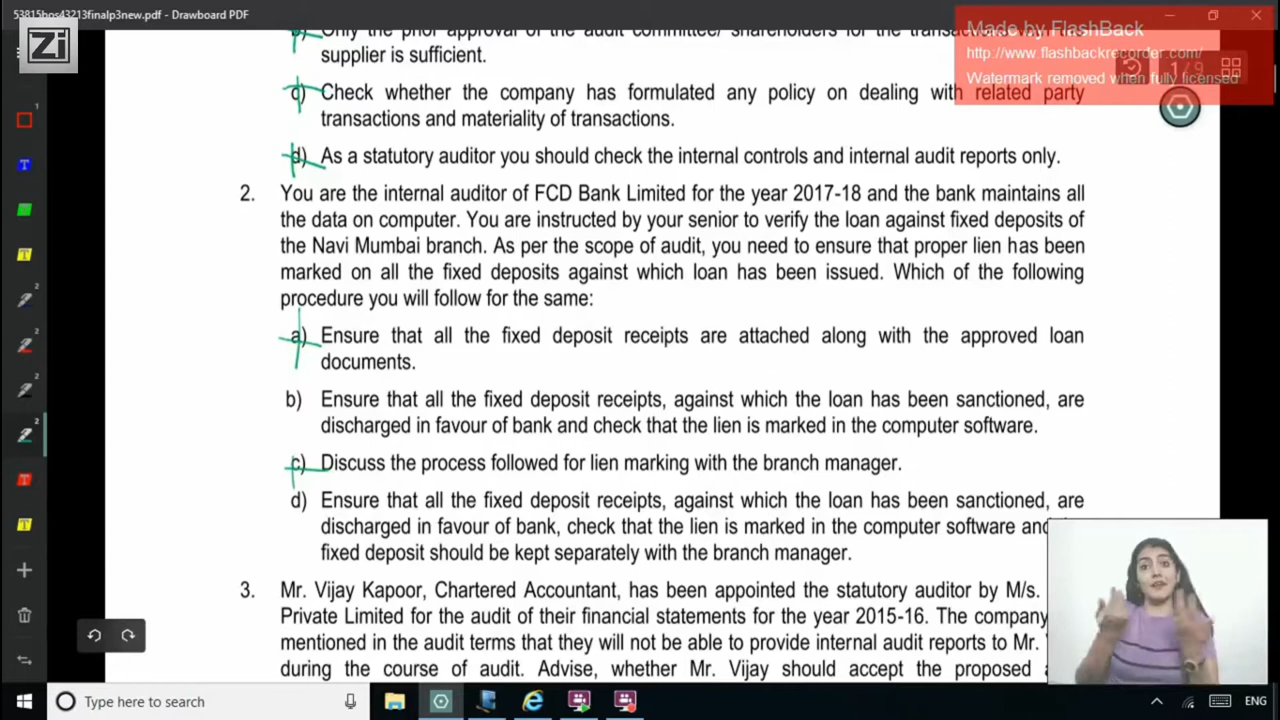 53815bos43213finalp3new.pdf - Drawboard PDF
Zi
Made by FlashBack
http://www.flashbackrecorder.com/
Watermark removed when fully licensed
1 / 9
b) Only the prior approval of the audit committee/ shareholders for the
supplier is sufficient.
c) Check whether the company has formulated any policy on dealing with related party
transactions and materiality of transactions.
d) As a statutory auditor you should check the internal controls and internal audit reports only.
2. You are the internal auditor of FCD Bank Limited for the year 2017-18 and the bank maintains all
the data on computer. You are instructed by your senior to verify the loan against fixed deposits of
the Navi Mumbai branch. As per the scope of audit, you need to ensure that proper lien has been
marked on all the fixed deposits against which loan has been issued. Which of the following
procedure you will follow for the same:
a) Ensure that all the fixed deposit receipts are attached along with the approved loan
documents.
b) Ensure that all the fixed deposit receipts, against which the loan has been sanctioned, are
discharged in favour of bank and check that the lien is marked in the computer software.
c) Discuss the process followed for lien marking with the branch manager.
d) Ensure that all the fixed deposit receipts, against which the loan has been sanctioned, are
discharged in favour of bank, check that the lien is marked in the computer software and
fixed deposit should be kept separately with the branch manager.
3. Mr. Vijay Kapoor, Chartered Accountant, has been appointed the statutory auditor by M/s.
Private Limited for the audit of their financial statements for the year 2015-16. The company
mentioned in the audit terms that they will not be able to provide internal audit reports to Mr.
during the course of audit. Advise, whether Mr. Vijay should accept the proposed
Type here to search
ENG